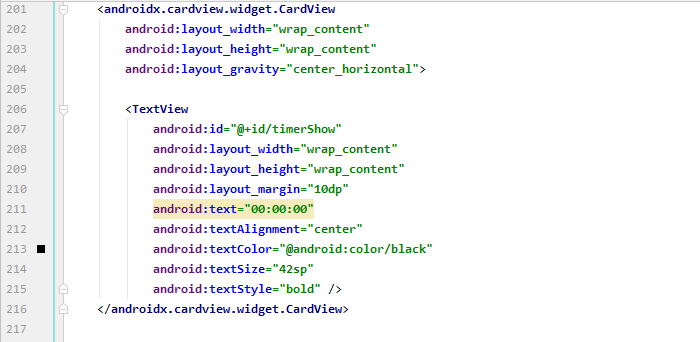 201 <androidx.cardview.widget.CardView
202 android:layout_width="wrap_content"
203 android:layout_height="wrap_content"
204 android:layout_gravity="center_horizontal">
205
206 <TextView
207 android:id="@+id/timerShow"
208 android:layout_width="wrap_content"
209 android:layout_height="wrap_content"
210 android:layout_margin="10dp"
211 android:text="00:00:00"
212 android:textAlignment="center"
213 android:textColor="@android:color/black"
214 android:textSize="42sp"
215 android:textStyle="bold" />
216 </androidx.cardview.widget.CardView>
217